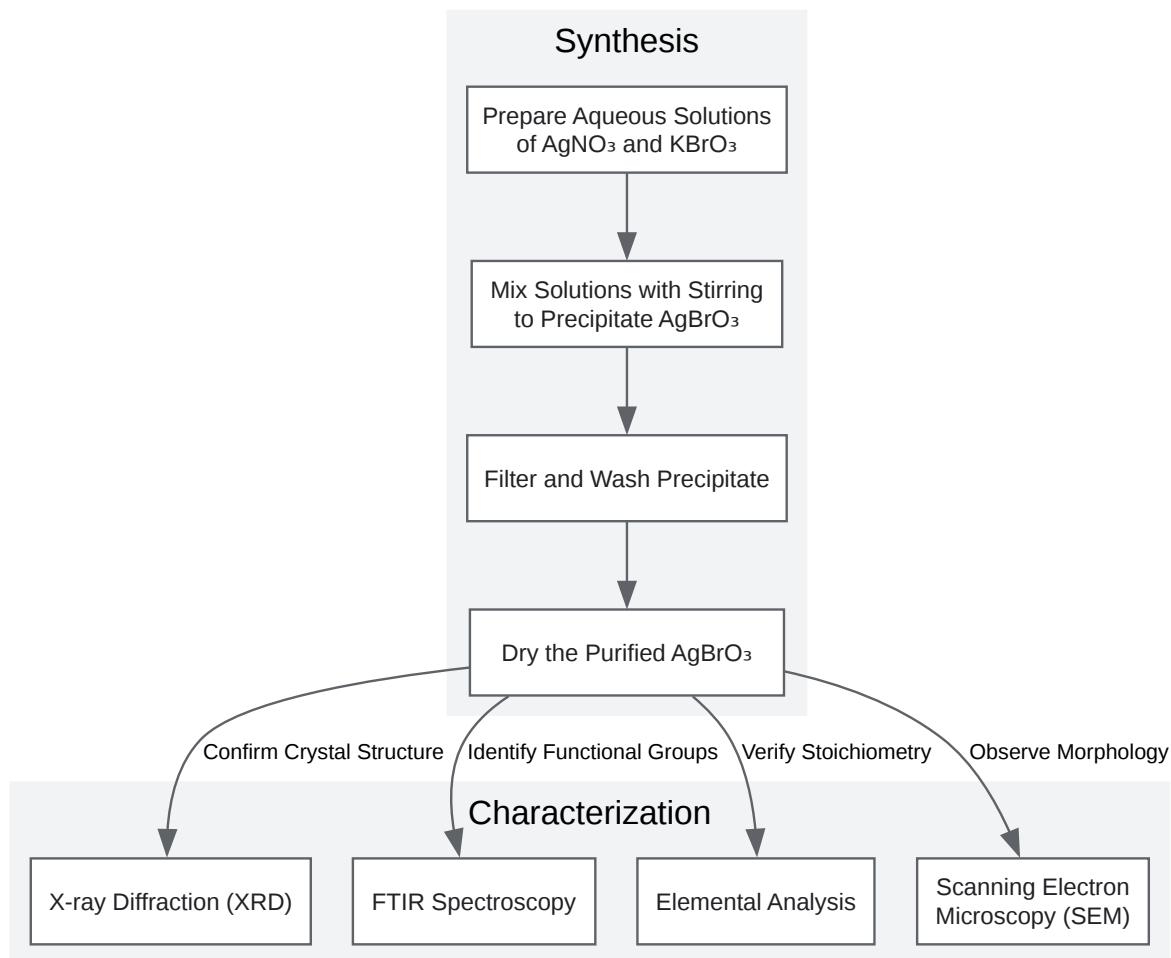 Synthesis
Prepare Aqueous Solutions
of AgNO₃ and KBrO₃
Mix Solutions with Stirring
to Precipitate AgBrO₃
Filter and Wash Precipitate
Dry the Purified AgBrO₃
Confirm Crystal Structure
Identify Functional Groups
Verify Stoichiometry
Observe Morphology
Characterization
X-ray Diffraction (XRD)
FTIR Spectroscopy
Elemental Analysis
Scanning Electron
Microscopy (SEM)